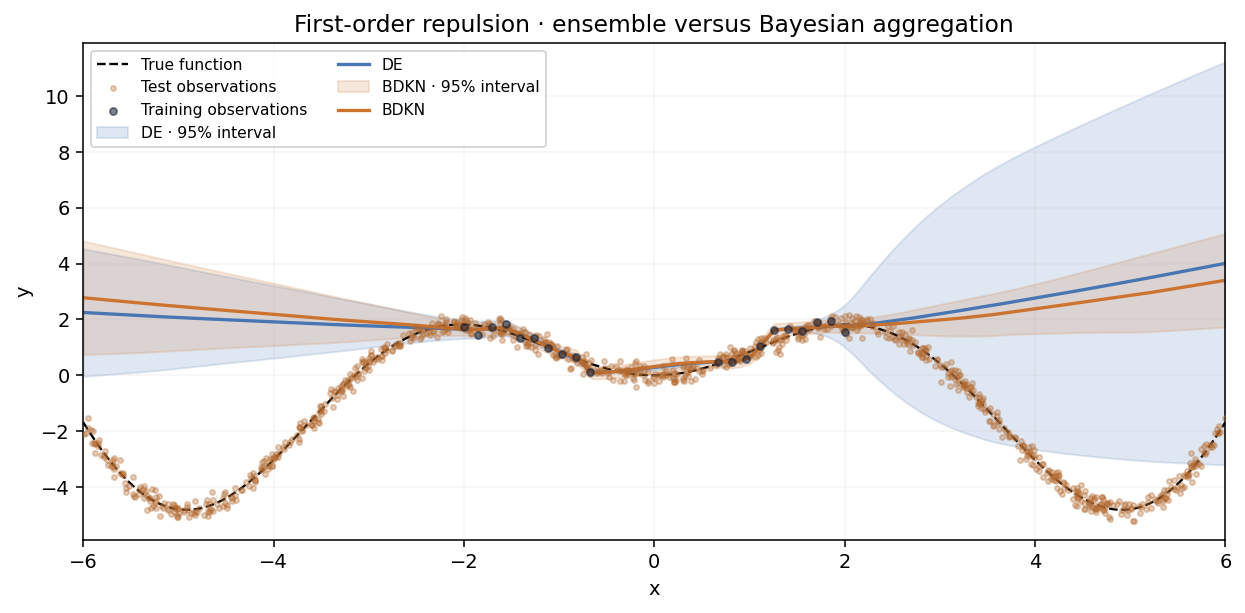 First-order repulsion · ensemble versus Bayesian aggregation
True function
Test observations
Training observations
DE · 95% interval
DE
BDKN · 95% interval
BDKN
y
10
8
6
4
2
0
−2
−4
−6
−4
−2
0
2
4
6
x